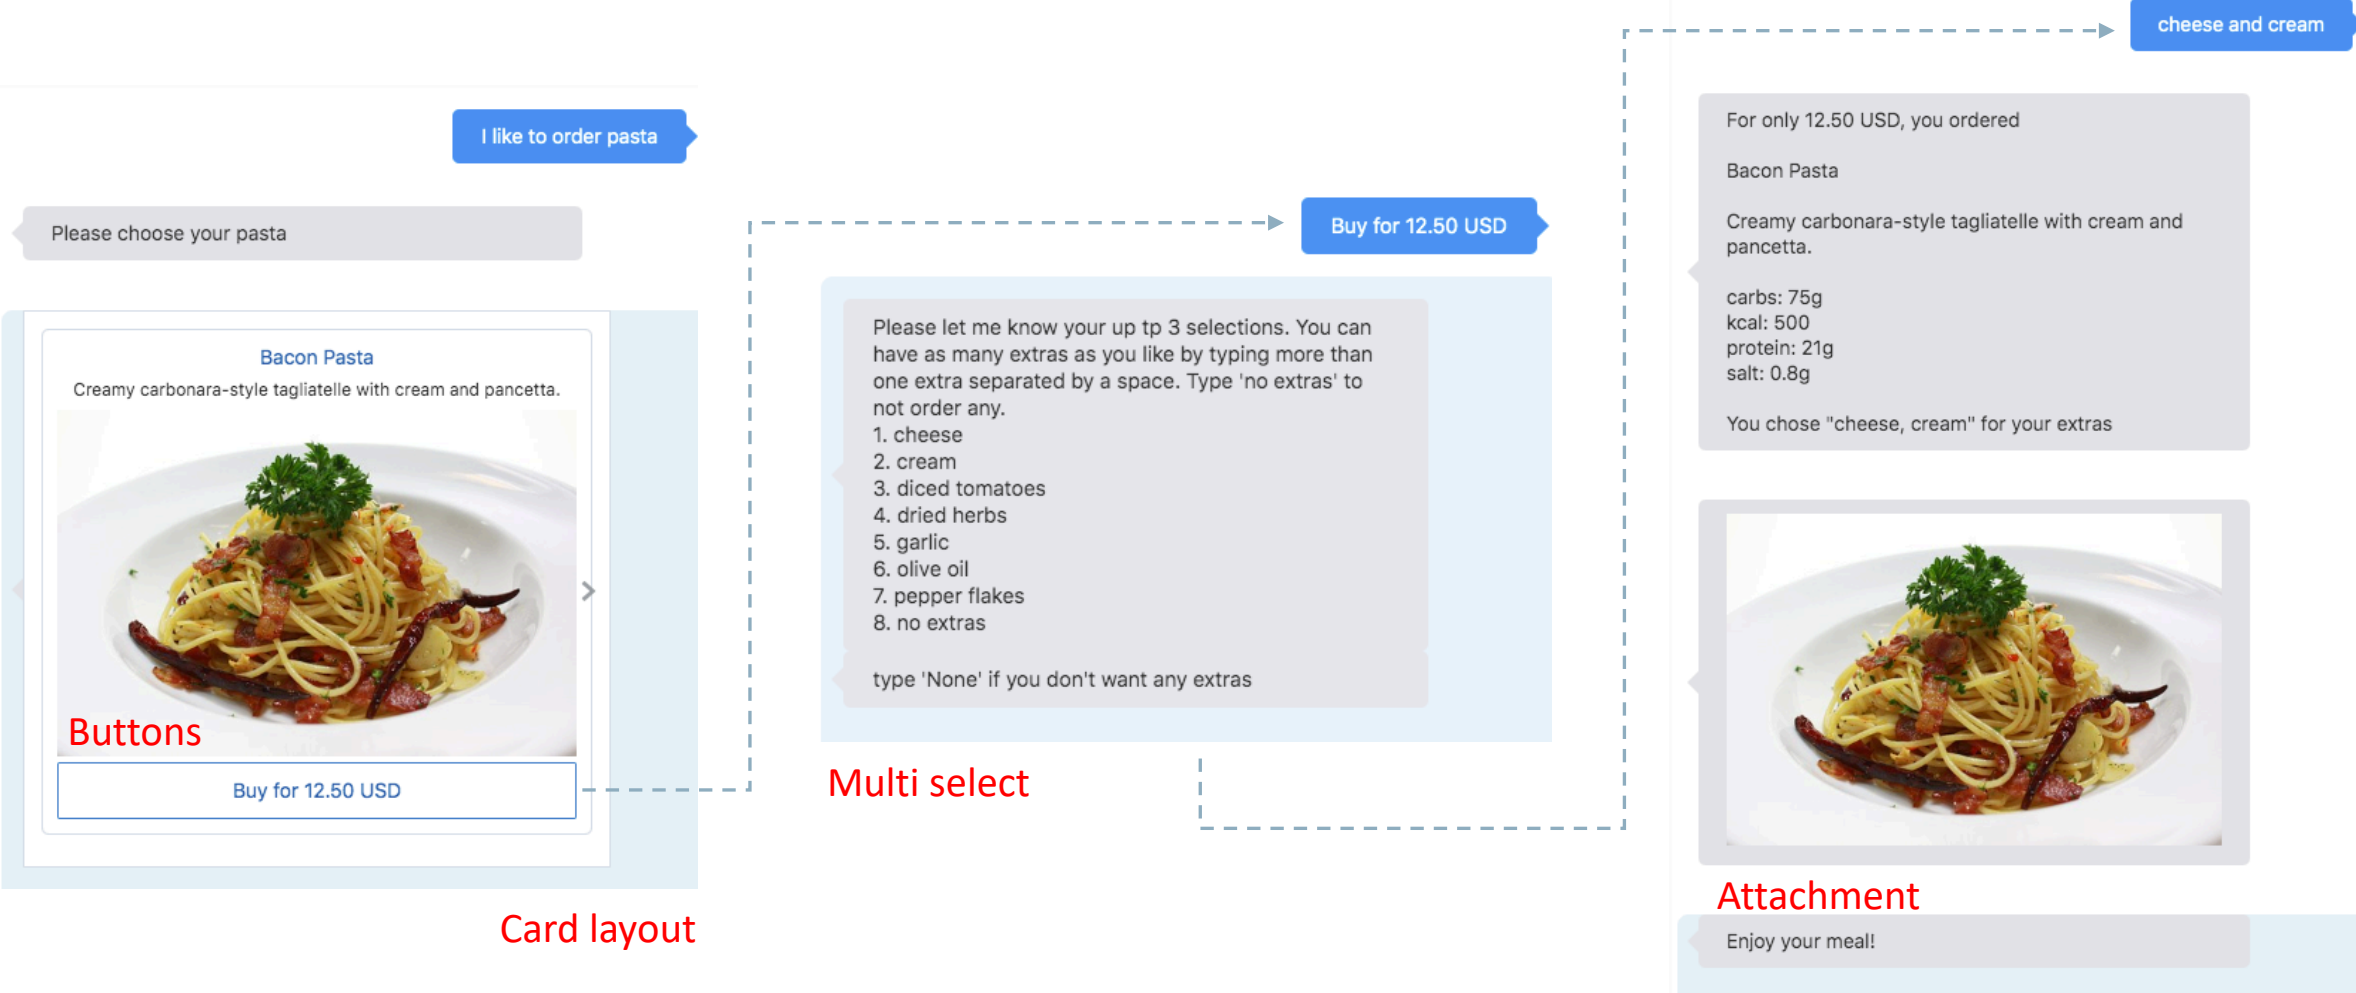 I like to order pasta
Please choose your pasta
Bacon Pasta
Creamy carbonara-style tagliatelle with cream and pancetta.
Buttons
Buy for 12.50 USD
Card layout
Buy for 12.50 USD
Please let me know your up tp 3 selections. You can
have as many extras as you like by typing more than
one extra separated by a space. Type 'no extras' to
not order any.
1. cheese
2. cream
3. diced tomatoes
4. dried herbs
5. garlic
6. olive oil
7. pepper flakes
8. no extras
type 'None' if you don't want any extras
Multi select
cheese and cream
For only 12.50 USD, you ordered
Bacon Pasta
Creamy carbonara-style tagliatelle with cream and
pancetta.
carbs: 75g
kcal: 500
protein: 21g
salt: 0.8g
You chose "cheese, cream" for your extras
Attachment
Enjoy your meal!